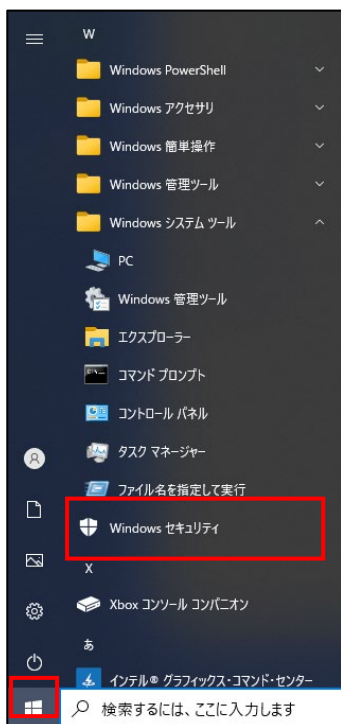 W
Windows PowerShell
Windows アクセサリ
Windows 簡単操作
Windows 管理ツール
Windows システム ツール
PC
Windows 管理ツール
エクスプローラー
コマンド プロンプト
コントロール パネル
タスク マネージャー
ファイル名を指定して実行
Windows セキュリティ
X
Xbox コンソール コンパニオン
あ
インテル® グラフィックス・コマンド・センター
検索するには、ここに入力します